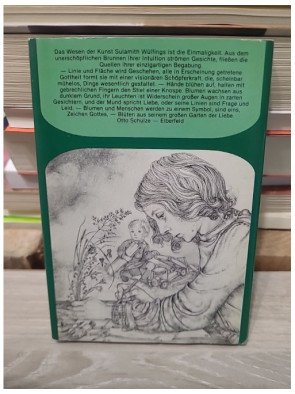 Das Wesen der Kunst Sulamith Wülfings ist die Einmaligkeit. Aus dem
unerschöpflichen Brunnen ihrer Intuition strömen Gesichte, fließen die
Quellen ihrer einzigartigen Begabung
— Linie und Fläche wird Geschehen, alle in Erscheinung getretene
Gottheit formt sie mit einer visionären Schöpferkraft, die, scheinbar
mühelos, Dinge wesenhaft gestaltet. — Hände blühen auf, halten mit
gebrechlichen Fingern den Stiel einer Knospe. Blumen wachsen aus
dunklem Grund, ihr Leuchten ist Widerschein großer Augen in zarten
Gesichtern, und der Mund spricht Liebe, oder seine Linien sind Frage und
Leid. — Blumen und Menschen werden zu einem Symbol, sind eins,
Zeichen Gottes, — Blüten aus seinem großen Garten der Liebe.
Otto Schulze — Elberfeld